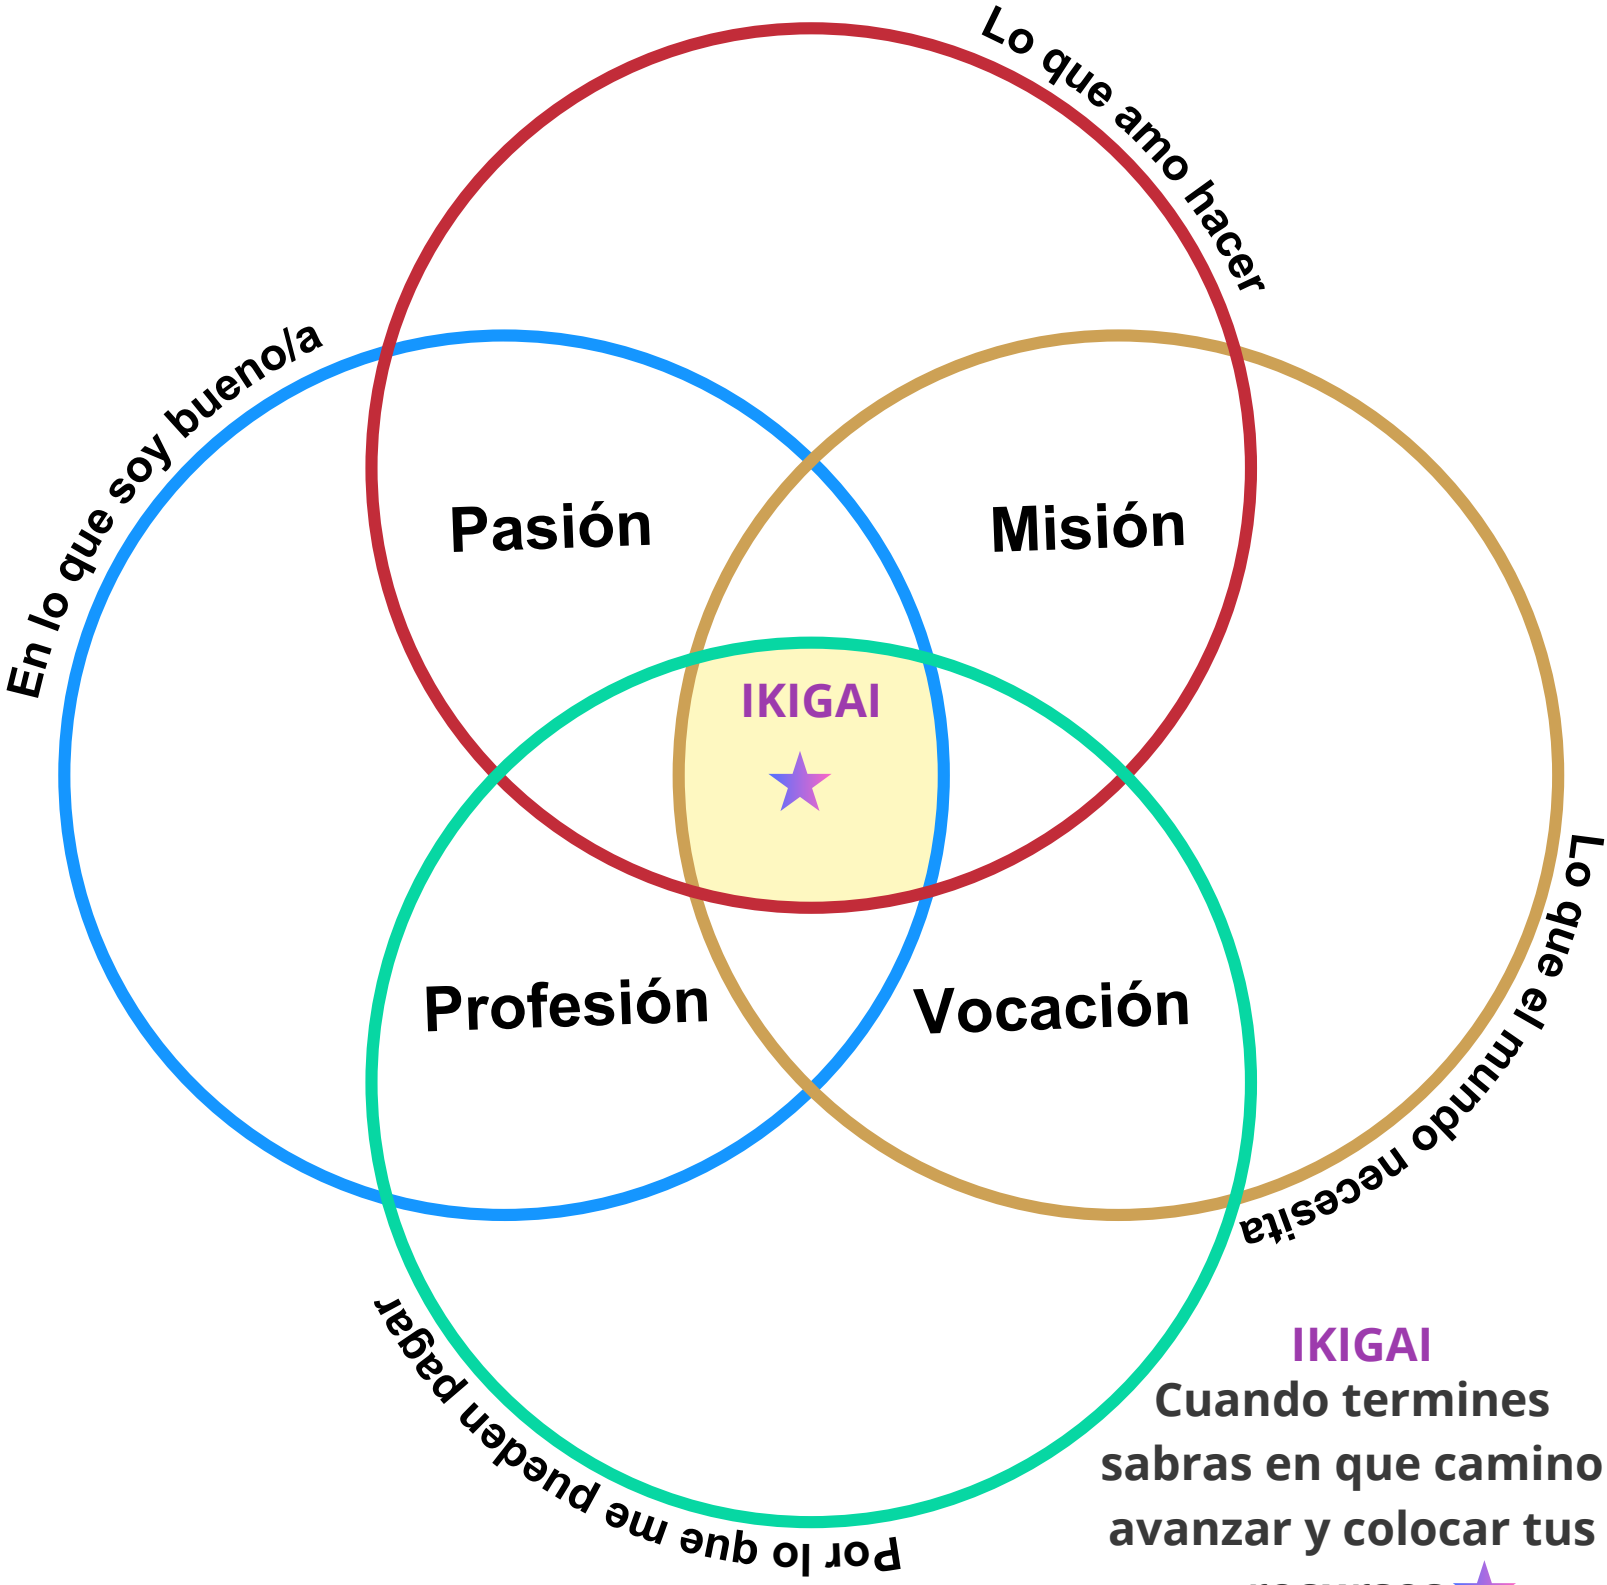 Lo que amo hacer
En lo que soy bueno/a
Pasión
Misión
IKIGAI
Profesión
Vocación
Lo que el mundo necesita
Por lo que me pueden pagar
IKIGAI
Cuando termines
sabras en que camino
avanzar y colocar tus